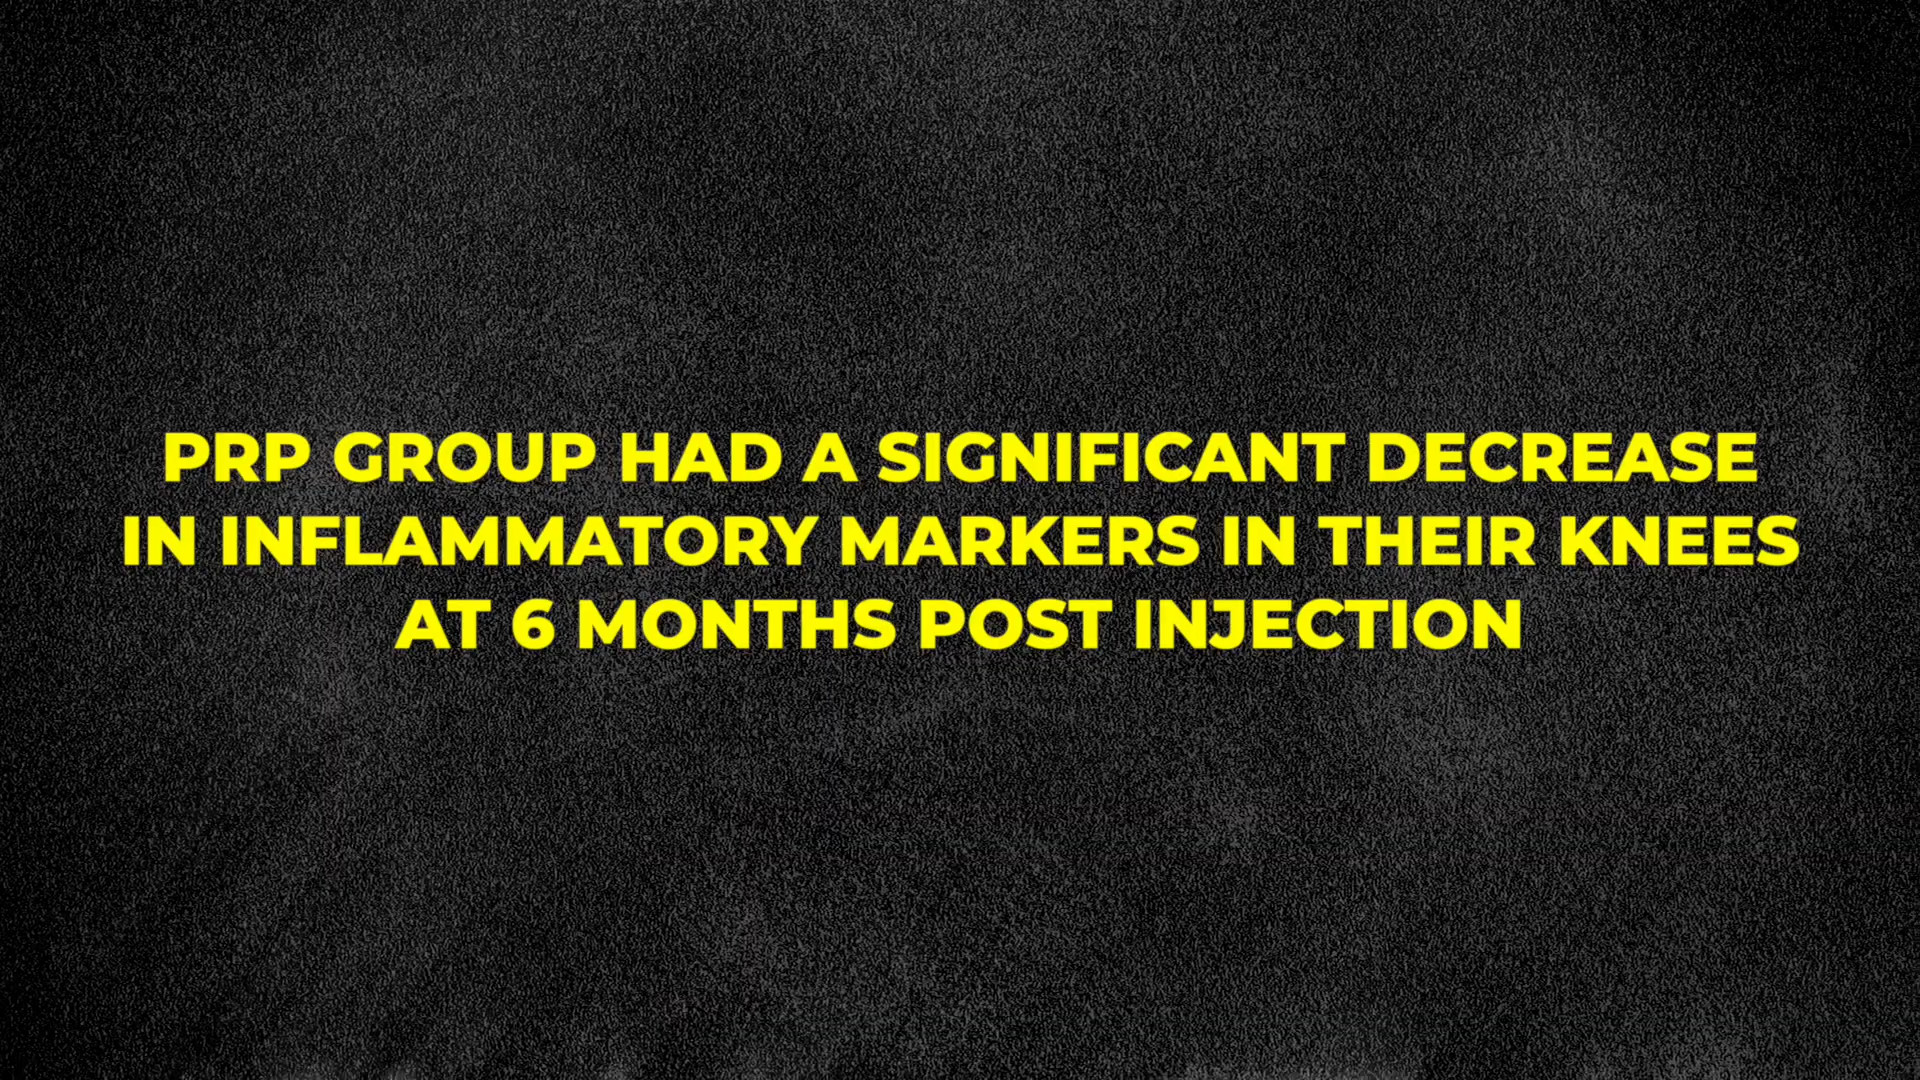 PRP GROUP HAD A SIGNIFICANT DECREASE
IN INFLAMMATORY MARKERS IN THEIR KNEES
AT 6 MONTHS POST INJECTION